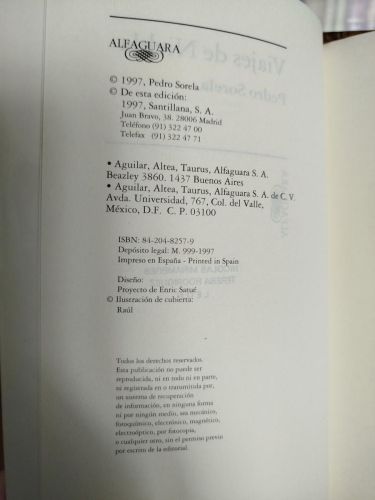 ALFAGUARA
© 1997, Pedro Sorela
© De esta edición:
1997, Santillana, S. A.
Juan Bravo, 38. 28006 Madrid
Teléfono (91) 322 47 00
Telefax (91) 322 47 71
• Aguilar, Altea, Taurus, Alfaguara S. A.
Beazley 3860. 1437 Buenos Aires
• Aguilar, Altea, Taurus, Alfaguara S. A. de C. V.
Avda. Universidad, 767, Col. del Valle,
México, D.F. C. P. 03100
ISBN: 84-204-8257-9
Depósito legal: M. 999-1997
Impreso en España - Printed in Spain
Diseño:
Proyecto de Enric Satué
© Ilustración de cubierta:
Raúl
Todos los derechos reservados.
Esta publicación no puede ser
reproducida, ni en todo ni en parte,
ni registrada en o transmitida por,
un sistema de recuperación
de información, en ninguna forma
ni por ningún medio, sea mecánico,
fotoquímico, electrónico, magnético,
electroóptico, por fotocopia,
o cualquier otro, sin el permiso previo
por escrito de la editorial.